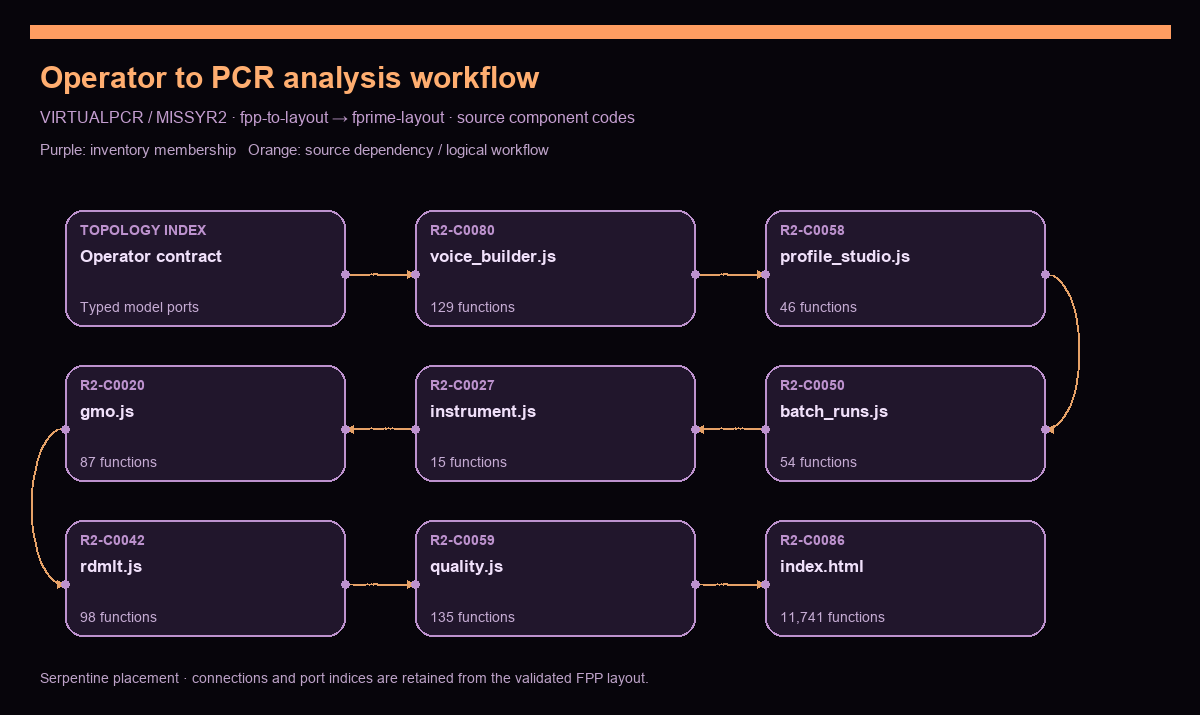 Operator to PCR analysis workflow
VIRTUALPCR / MISSYR2 · fpp-to-layout → fprime-layout · source component codes
Purple: inventory membership   Orange: source dependency / logical workflow
TOPOLOGY INDEX
Operator contract
Typed model ports
R2-C0080
voice_builder.js
129 functions
R2-C0058
profile_studio.js
46 functions
R2-C0020
gmo.js
87 functions
R2-C0027
instrument.js
15 functions
R2-C0050
batch_runs.js
54 functions
R2-C0042
rdmlt.js
98 functions
R2-C0059
quality.js
135 functions
R2-C0086
index.html
11,741 functions
Serpentine placement · connections and port indices are retained from the validated FPP layout.